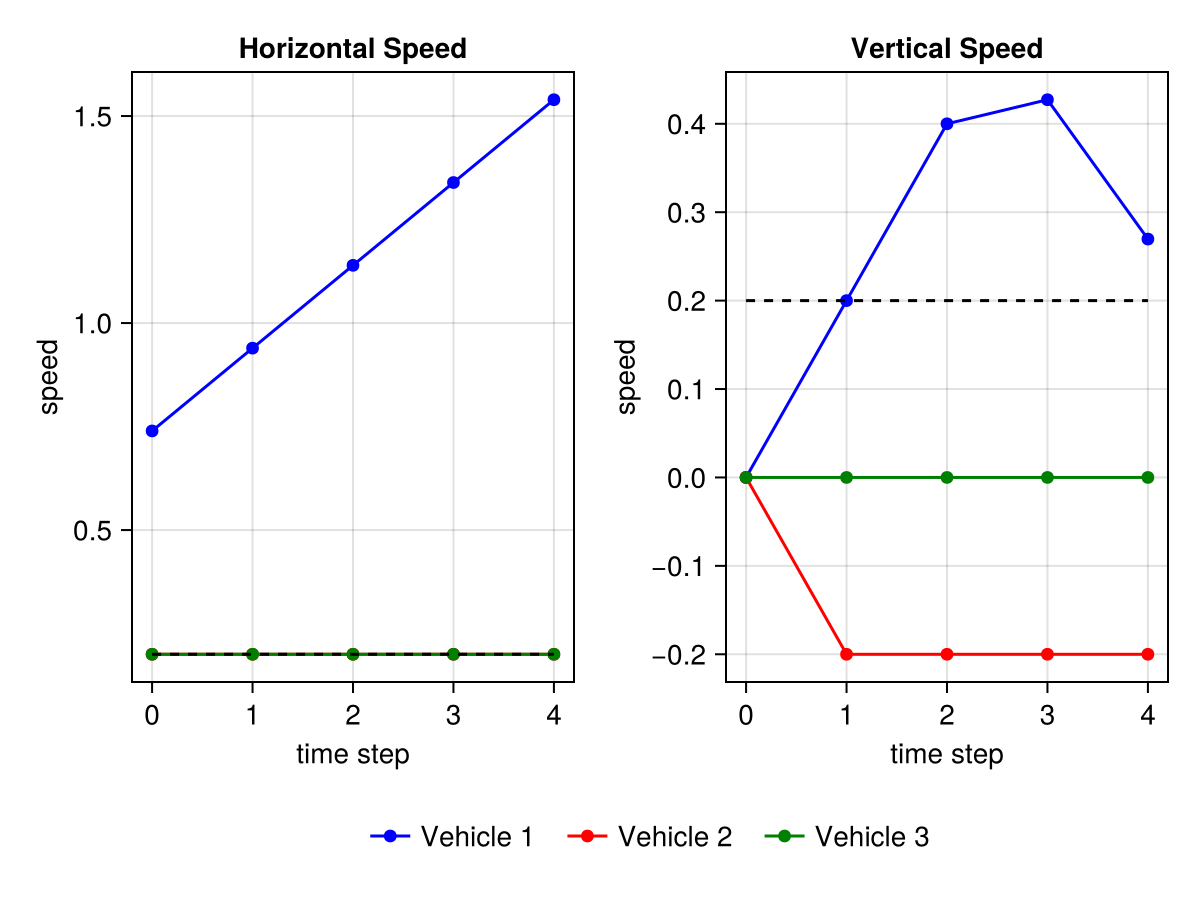 Horizontal Speed
1.5
1.0
0.5
speed
0 1 2 3 4
time step
Vertical Speed
0.4
0.3
0.2
0.1
0.0
−0.1
−0.2
speed
0 1 2 3 4
time step
Vehicle 1 Vehicle 2 Vehicle 3